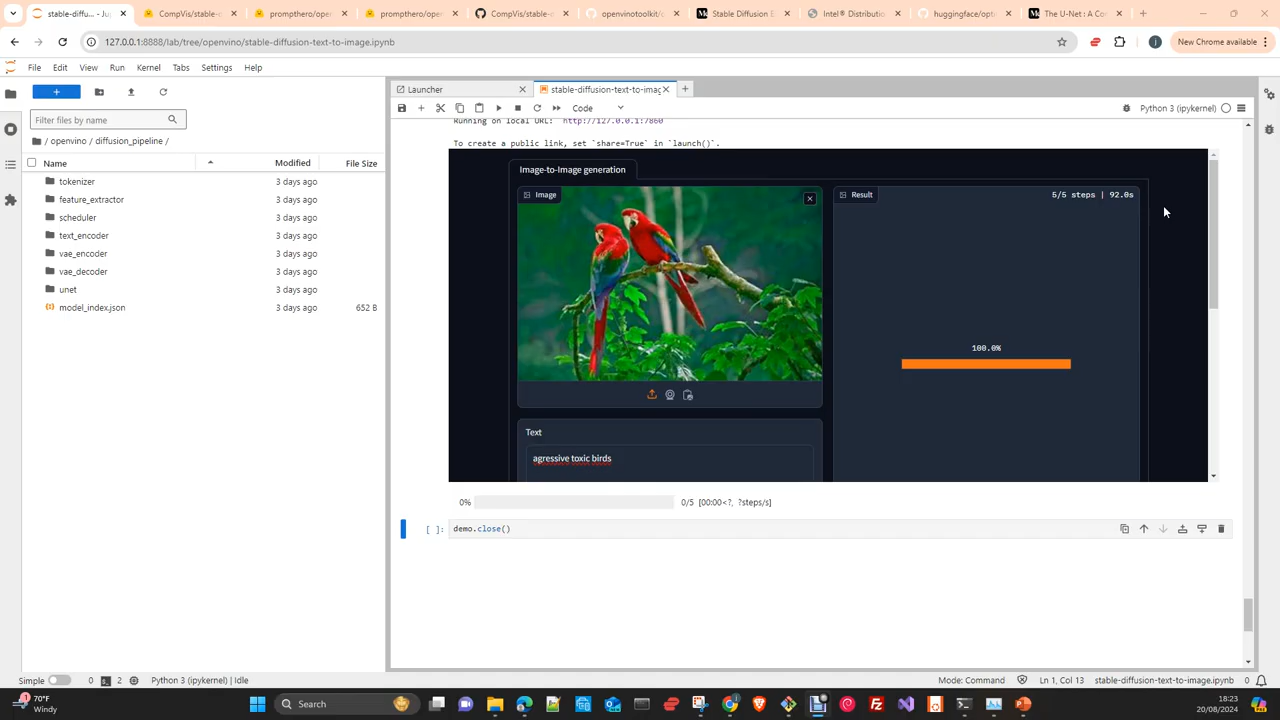 stable-diffus... - Jup
CompVis/stable-
prompthero/open
prompthero/open
CompVis/stable-c
openvinotoolkit/c
Stable Diffusion E
Intel® Distributio
huggingface/opti
The U-Net : A Co
127.0.0.1:8888/lab/tree/openvino/stable-diffusion-text-to-image.ipynb
New Chrome available
File Edit View Run Kernel Tabs Settings Help
Launcher
stable-diffusion-text-to-imag
Filter files by name
Code
Python 3 (ipykernel)
/ openvino / diffusion_pipeline /
Name Modified File Size
tokenizer 3 days ago
feature_extractor 3 days ago
scheduler 3 days ago
text_encoder 3 days ago
vae_encoder 3 days ago
vae_decoder 3 days ago
unet 3 days ago
model_index.json 3 days ago 652 B
Running on local URL: http://127.0.0.1:7860
To create a public link, set `share=True` in `launch()`.
Image-to-Image generation
Image
Result
5/5 steps | 92.0s
100.0%
Text
agressive toxic birds
0% 0/5 [00:00<?, ?steps/s]
[ ]: demo.close()
Simple 0 2 Python 3 (ipykernel) | Idle
Mode: Command Ln 1, Col 13 stable-diffusion-text-to-image.ipynb 0
1
70°F
Windy
Search
18:23
20/08/2024